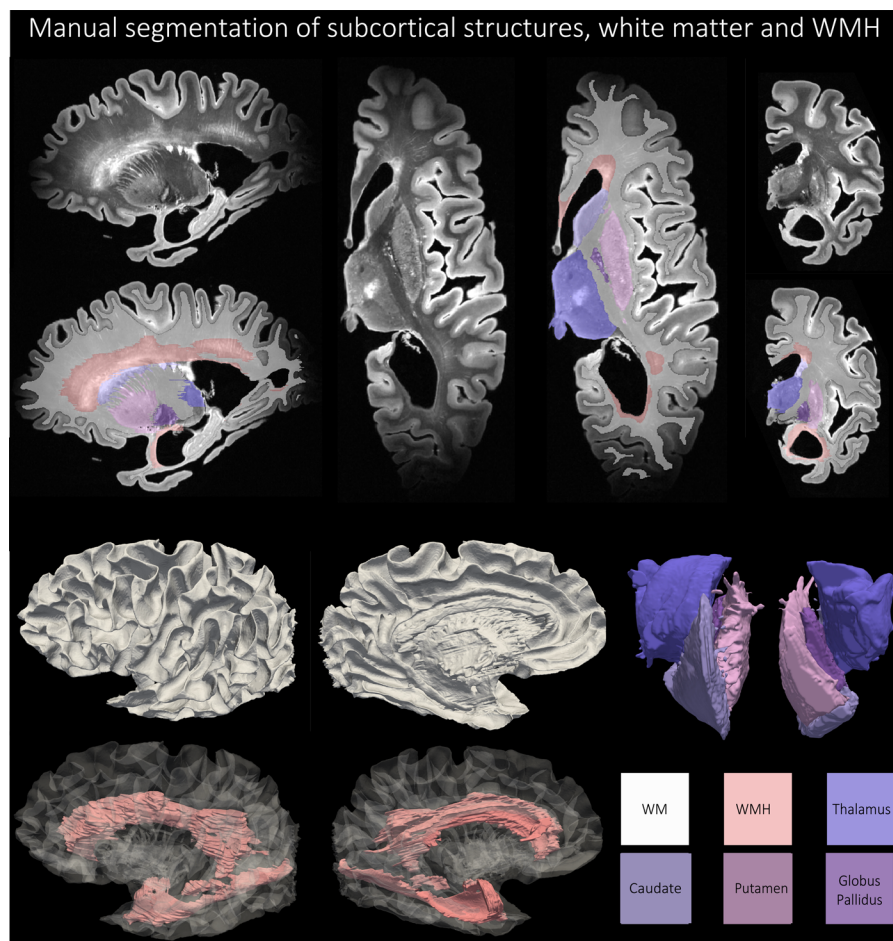 Manual segmentation of subcortical structures, white matter and WMH
WM
WMH
Thalamus
Caudate
Putamen
Globus
Pallidus